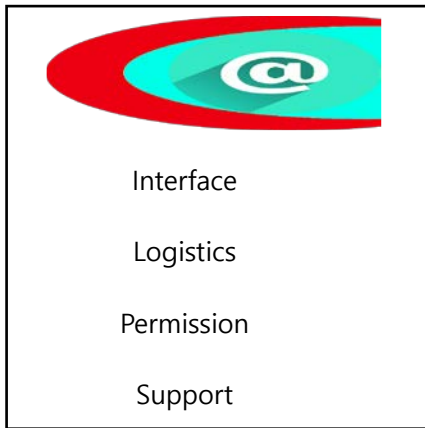 @
Interface
Logistics
Permission
Support